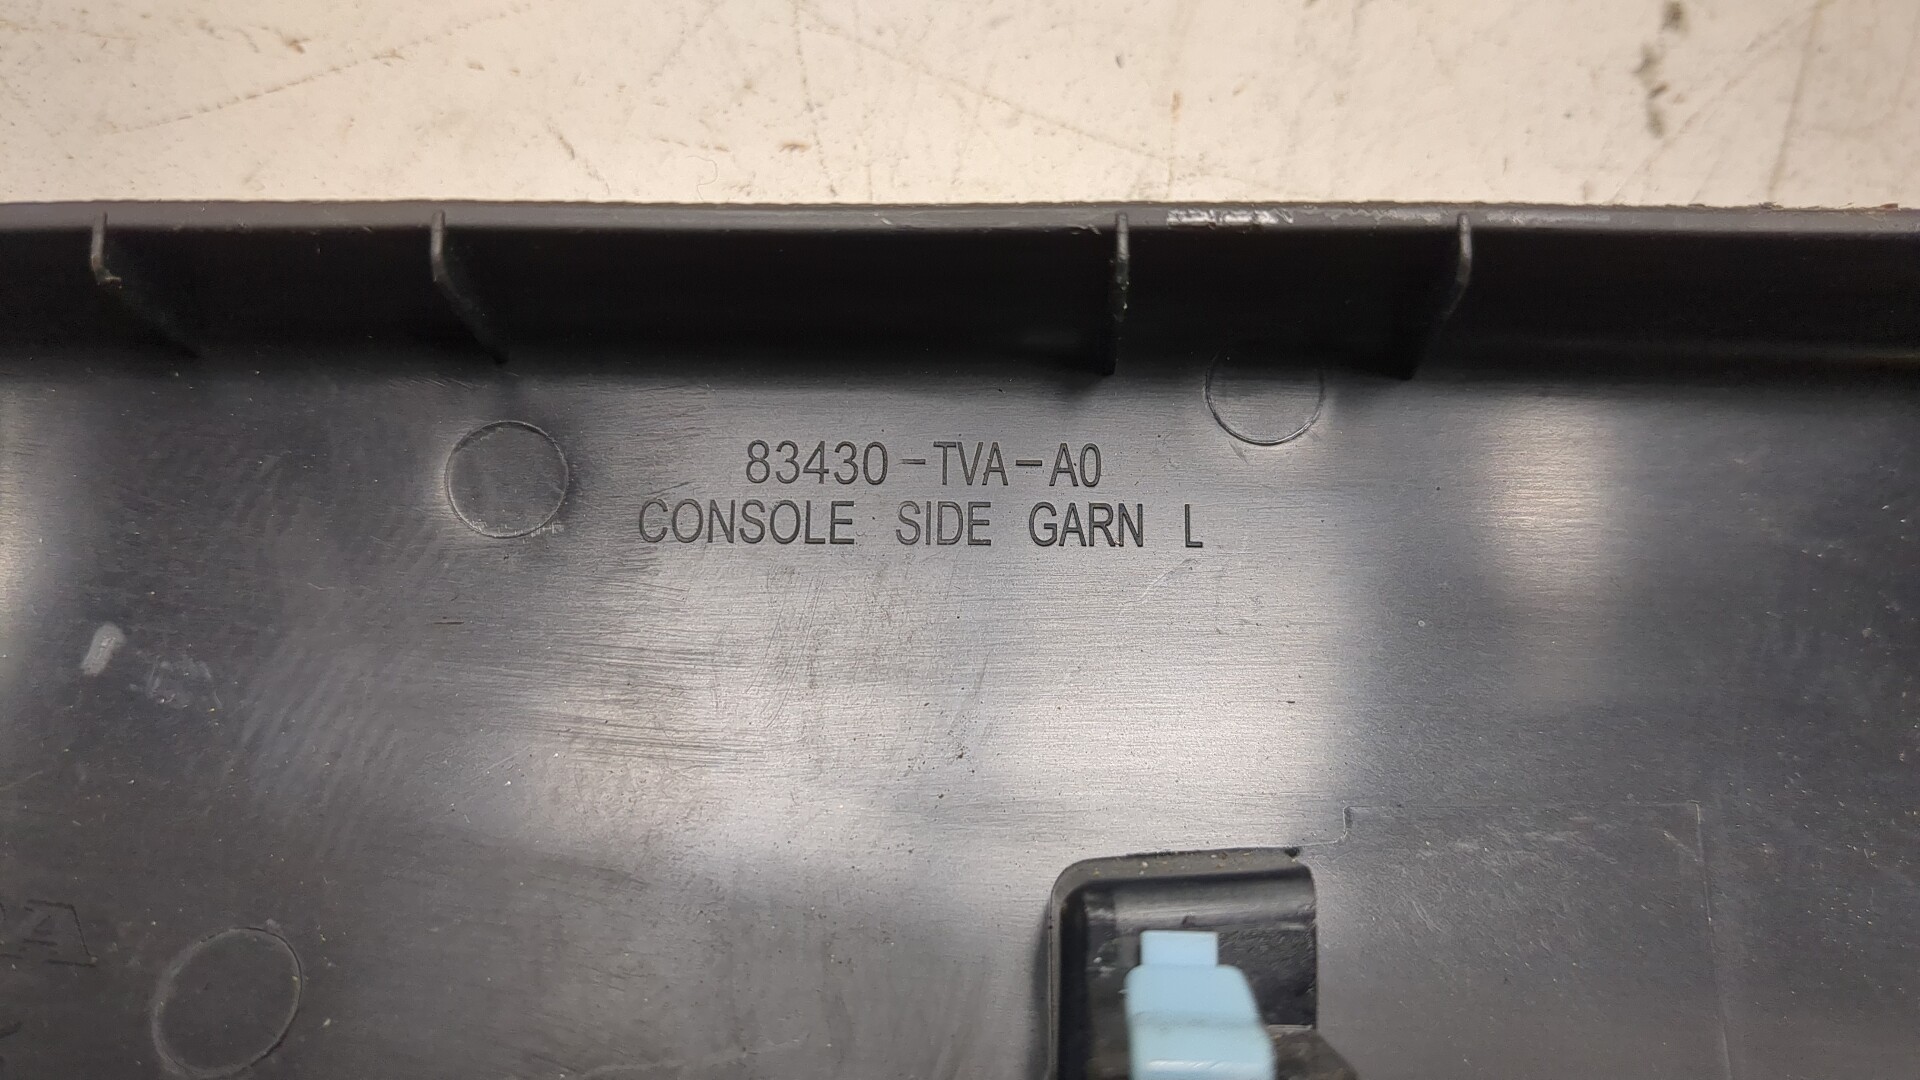 83430-TVA-A0
CONSOLE SIDE GARN L